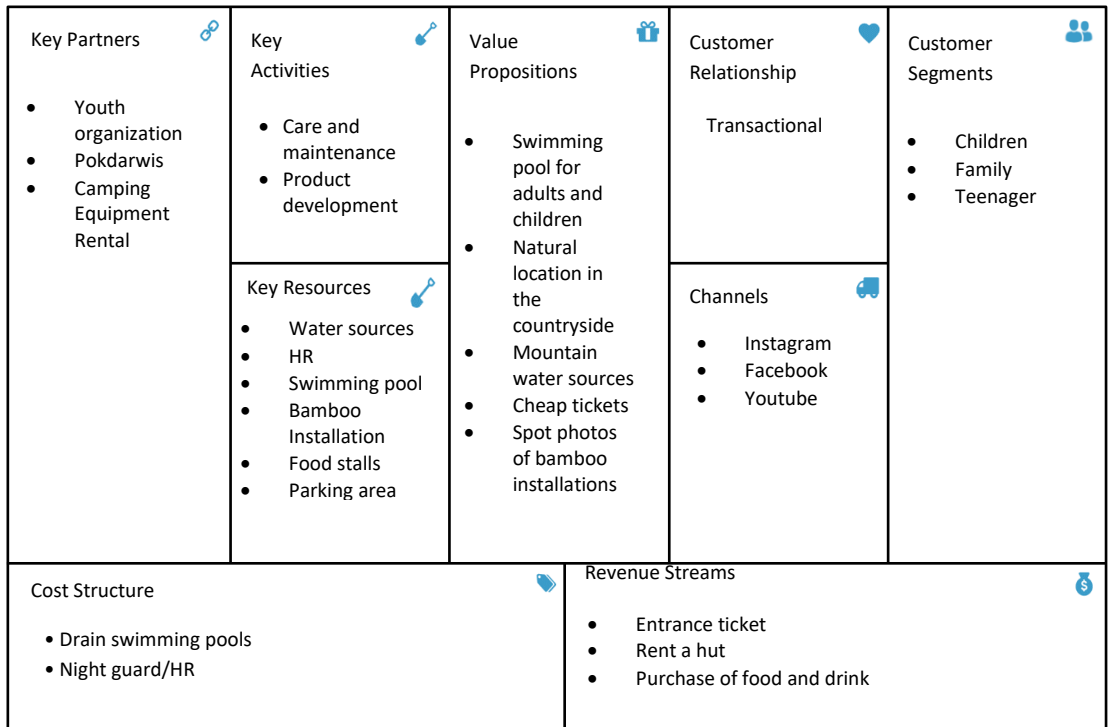 Key Partners
• Youth
organization
• Pokdarwis
• Camping
Equipment
Rental
Key
Activities
• Care and
maintenance
• Product
development
Key Resources
• Water sources
• HR
• Swimming pool
• Bamboo
Installation
• Food stalls
• Parking area
Value
Propositions
• Swimming
pool for
adults and
children
• Natural
location in
the
countryside
• Mountain
water sources
• Cheap tickets
• Spot photos
of bamboo
installations
Customer
Relationship
Transactional
Channels
• Instagram
• Facebook
• Youtube
Customer
Segments
• Children
• Family
• Teenager
Cost Structure
• Drain swimming pools
• Night guard/HR
Revenue Streams
• Entrance ticket
• Rent a hut
• Purchase of food and drink